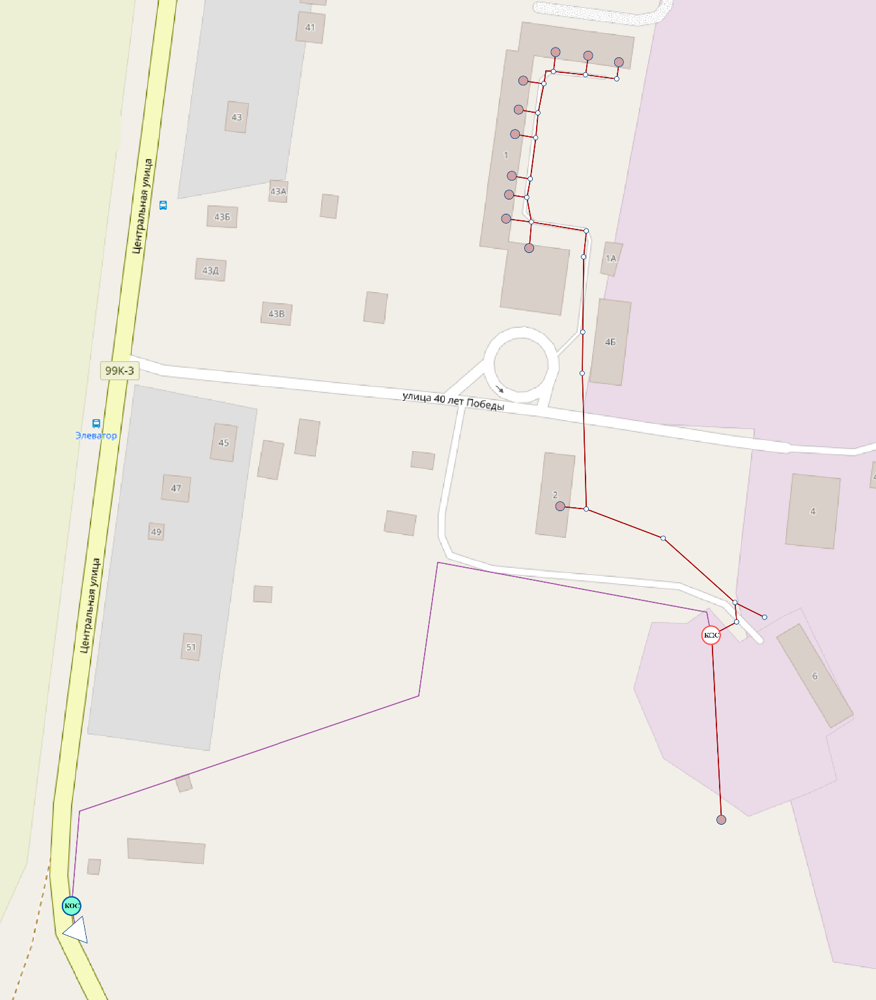 41
43
1
Центральная улица
43А
43Б
1А
43Д
43В
4Б
99К-3
улица 40 лет Победы
Элеватор
45
47
2
4
49
Центральная улица
КОС
51
6
КОС